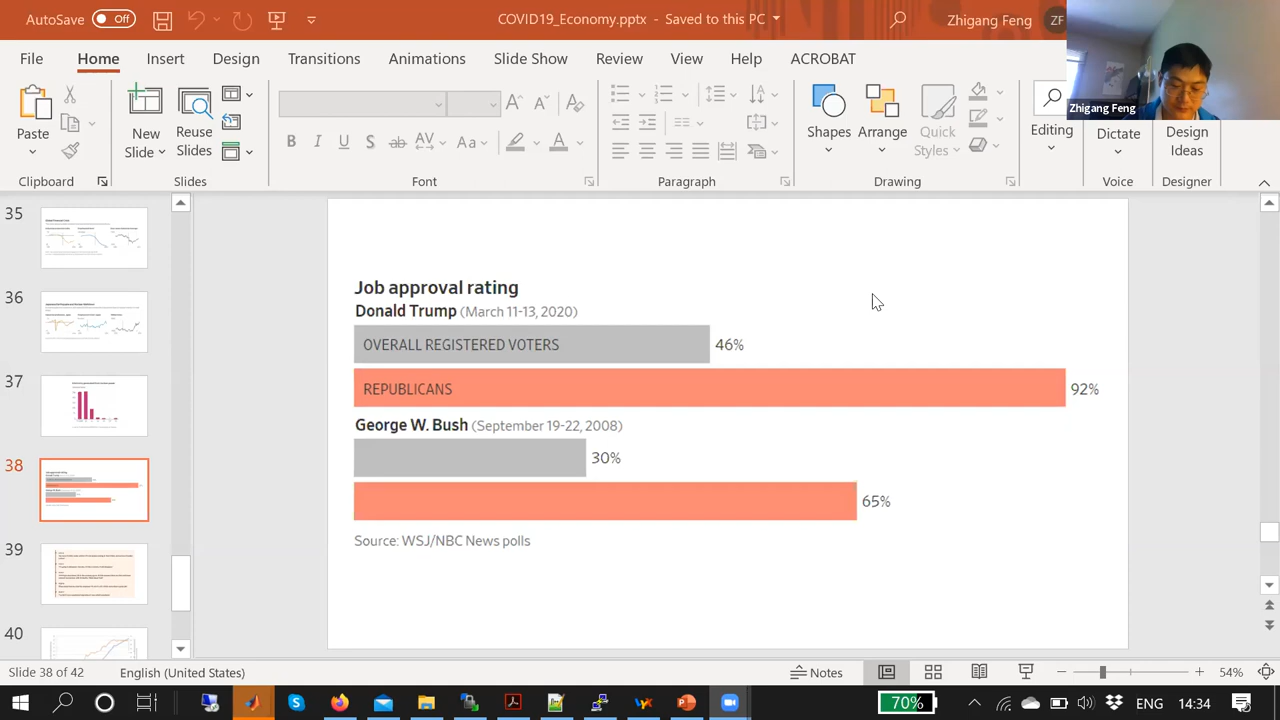 AutoSave Off COVID19_Economy.pptx - Saved to this PC Zhigang Feng ZF
File Home Insert Design Slide Show Transitions Animations Review View Help ACROBAT
Zhigang Feng
Paste
New Slide
Reuse Slides
Shapes
Arrange
Quick Styles
Editing
Dictate
Design Ideas
Clipboard Slides Font Paragraph Drawing Voice Designer
35
36
37
38
39
40
Job approval rating
Donald Trump (March 11-13, 2020)
OVERALL REGISTERED VOTERS 46%
REPUBLICANS 92%
George W. Bush (September 19-22, 2008)
30%
65%
Source: WSJ/NBC News polls
Slide 38 of 42 English (United States) Notes 54%
70% ENG 14:34